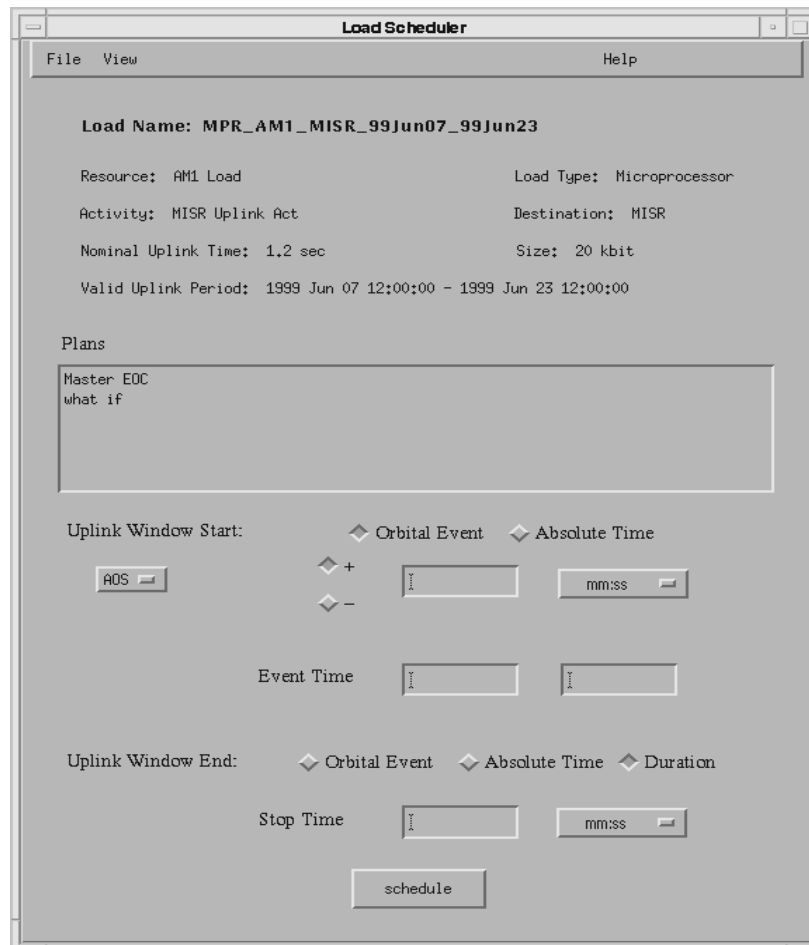 Load Scheduler
File View Help
Load Name: MPR_AM1_MISR_99Jun07_99Jun23
Resource: AM1 Load Load Type: Microprocessor
Activity: MISR Uplink Act Destination: MISR
Nominal Uplink Time: 1.2 sec Size: 20 kbit
Valid Uplink Period: 1999 Jun 07 12:00:00 - 1999 Jun 23 12:00:00
Plans
Master EOC
what if
Uplink Window Start: Orbital Event Absolute Time
AOS + mm:ss
-
Event Time
Uplink Window End: Orbital Event Absolute Time Duration
Stop Time mm:ss
schedule